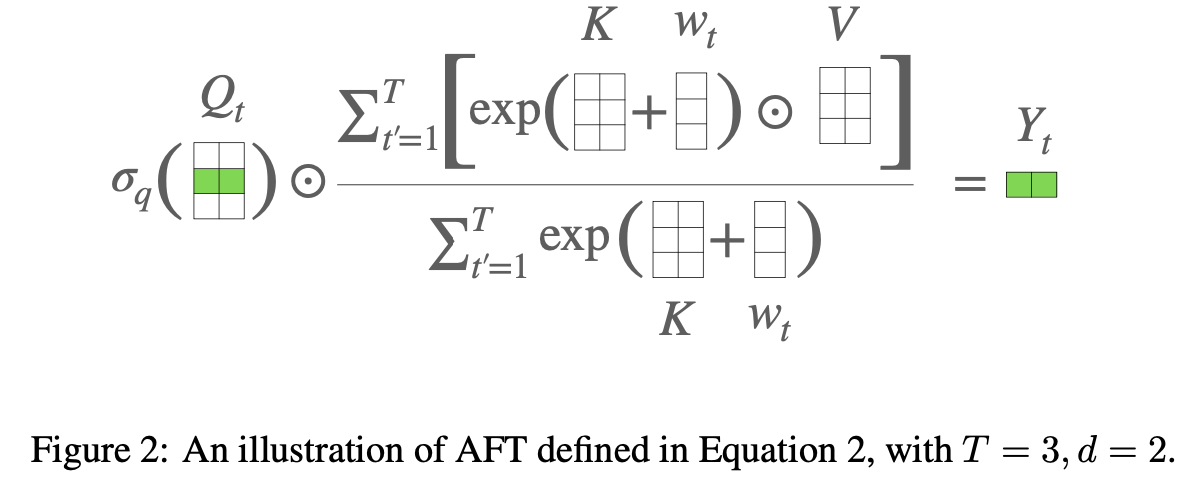 K w_t V
Q_t ∑^T_{t′=1} [exp( + ) ⊙ ] Y_t
σ_q( ) ⊙ =
∑^T_{t′=1} exp( + )
K w_t
Figure 2: An illustration of AFT defined in Equation 2, with T = 3, d = 2.